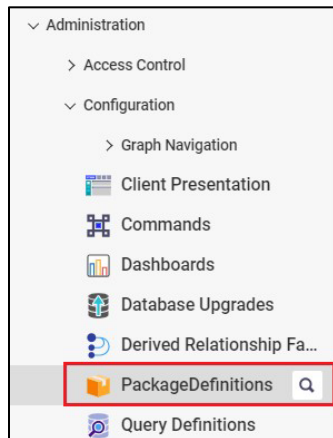 Administration
Access Control
Configuration
Graph Navigation
Client Presentation
Commands
Dashboards
Database Upgrades
Derived Relationship Fa...
PackageDefinitions
Query Definitions